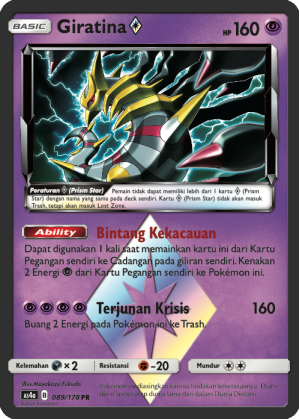 BASIC Giratina HP 160
Peraturan (Prism Star) Pemain tidak dapat memiliki lebih dari 1 kartu (Prism
Star) dengan nama yang sama pada deck sendiri. Kartu (Prism Star) tidak akan masuk
Trash, tetapi akan masuk Lost Zone.
Ability Bintang Kekacauan
Dapat digunakan 1 kali saat memainkan kartu ini dari Kartu
Pegangan sendiri ke Cadangan pada giliran sendiri. Kenakan
2 Energi dari Kartu Pegangan sendiri ke Pokémon ini.
Terjunan Krisis 160
Buang 2 Energi pada Pokémon ini ke Trash.
Kelemahan ×2 Resistansi -20 Mundur
Illus. Masakazu Fukuda
AS4a B 089/178 PR